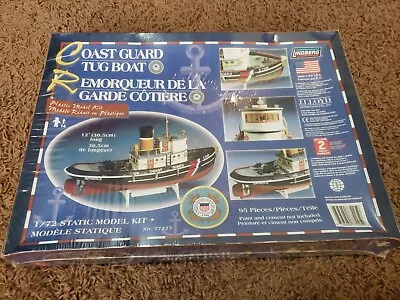 COAST GUARD
TUG BOAT
REMORQUEUR DE LA
GARDE CÔTIÈRE
Plastic Model Kit
Modèle Réduit en Plastique
12" (30.5cm)
long
30,5cm
de longueur
1/72 STATIC MODEL KIT
MODÈLE STATIQUE
No. 77225
LINDBERG
LLOYD
2
95 Pieces/Pièces/Teile
Paint and cement not included.
Peinture et ciment non compris.